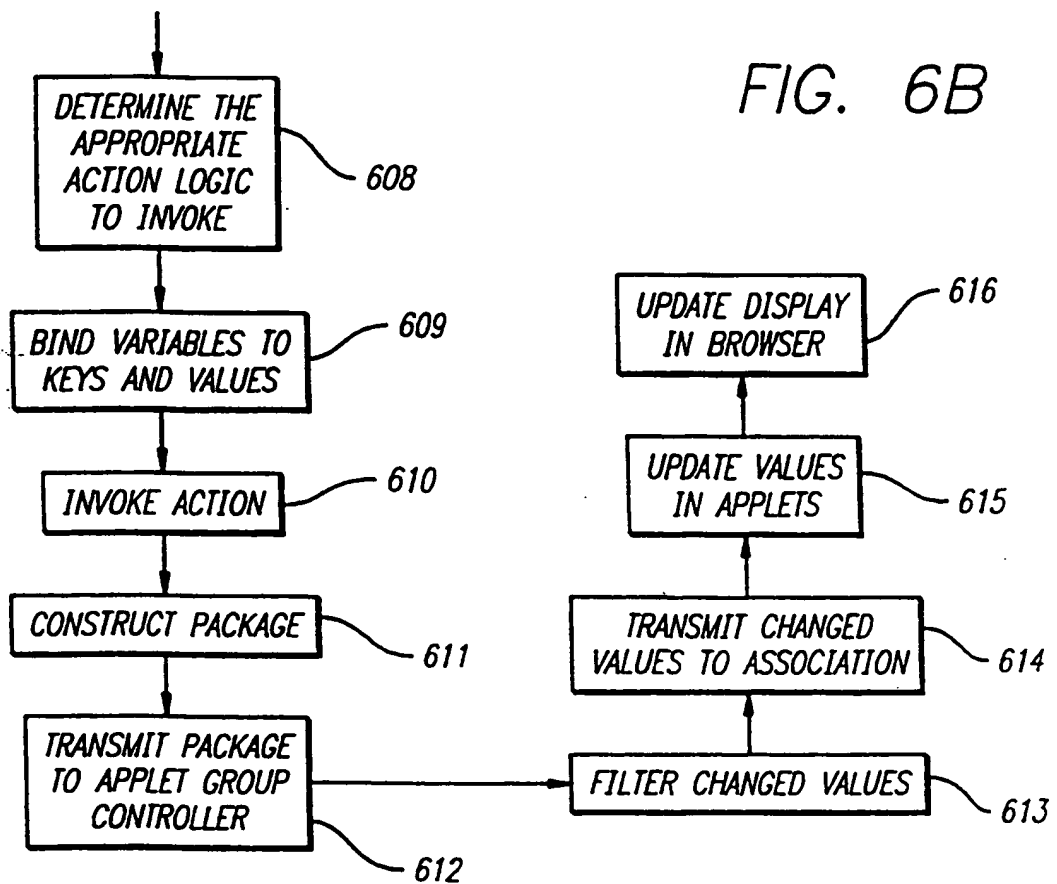 FIG. 6B
DETERMINE THE
APPROPRIATE
ACTION LOGIC
TO INVOKE
608
BIND VARIABLES TO
KEYS AND VALUES
609
INVOKE ACTION
610
CONSTRUCT PACKAGE
611
TRANSMIT PACKAGE
TO APPLET GROUP
CONTROLLER
612
FILTER CHANGED VALUES
613
TRANSMIT CHANGED
VALUES TO ASSOCIATION
614
UPDATE VALUES
IN APPLETS
615
UPDATE DISPLAY
IN BROWSER
616